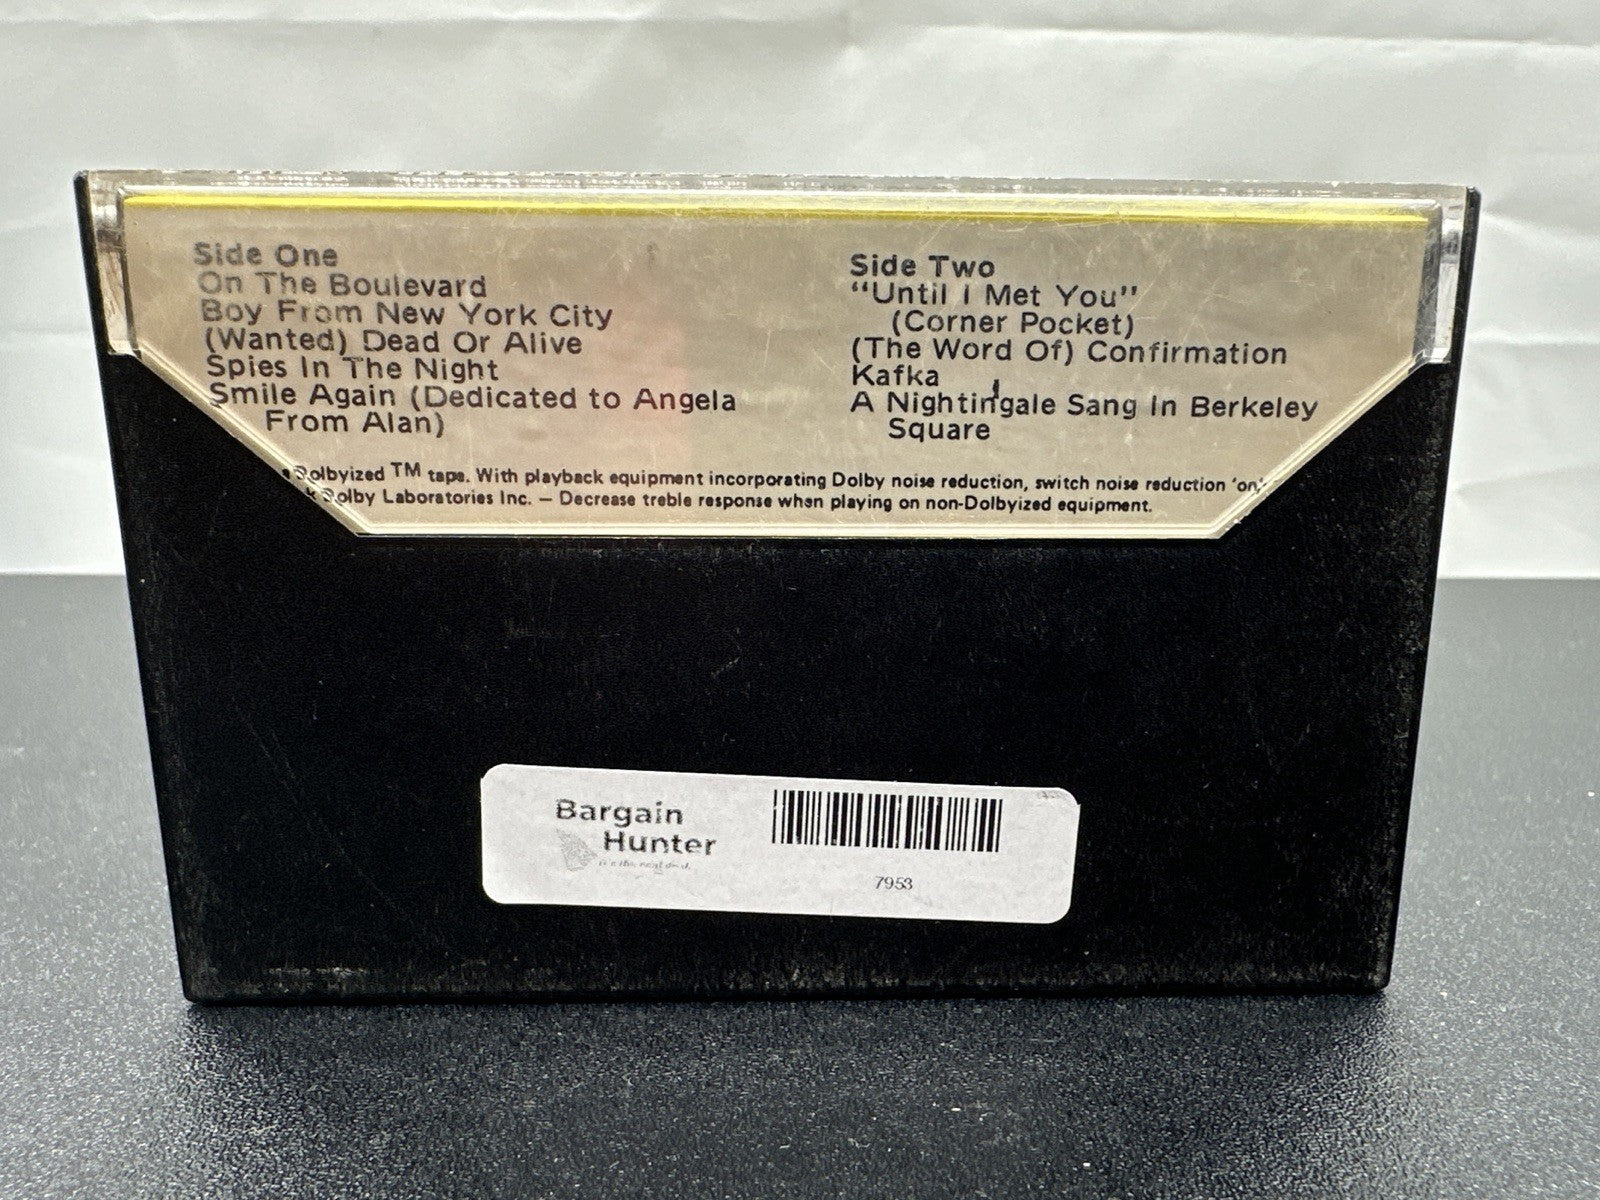 Side One
On The Boulevard
Boy From New York City
(Wanted) Dead Or Alive
Spies In The Night
Smile Again (Dedicated to Angela
From Alan)
Side Two
"Until I Met You"
(Corner Pocket)
(The Word Of) Confirmation
Kafka
A Nightingale Sang In Berkeley
Square
Dolbyized TM tape. With playback equipment incorporating Dolby noise reduction, switch noise reduction 'on'
Dolby Laboratories Inc. — Decrease treble response when playing on non-Dolbyized equipment.
Bargain
Hunter
7953